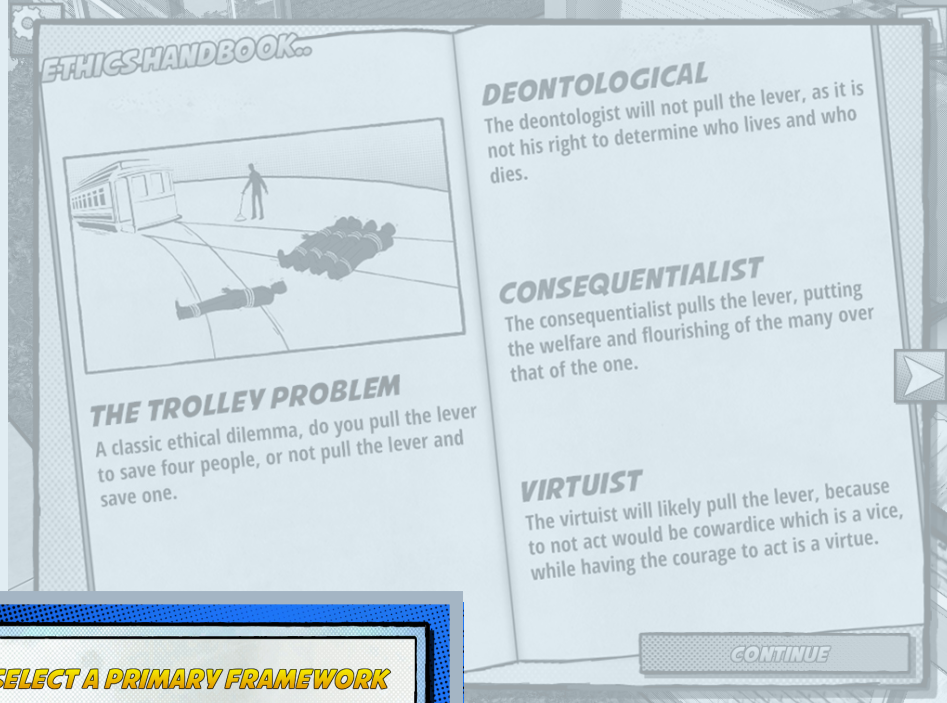 ETHICS HANDBOOK..
THE TROLLEY PROBLEM
A classic ethical dilemma, do you pull the lever
to save four people, or not pull the lever and
save one.
DEONTOLOGICAL
The deontologist will not pull the lever, as it is
not his right to determine who lives and who
dies.
CONSEQUENTIALIST
The consequentialist pulls the lever, putting
the welfare and flourishing of the many over
that of the one.
VIRTUIST
The virtuist will likely pull the lever, because
to not act would be cowardice which is a vice,
while having the courage to act is a virtue.
CONTINUE
SELECT A PRIMARY FRAMEWORK